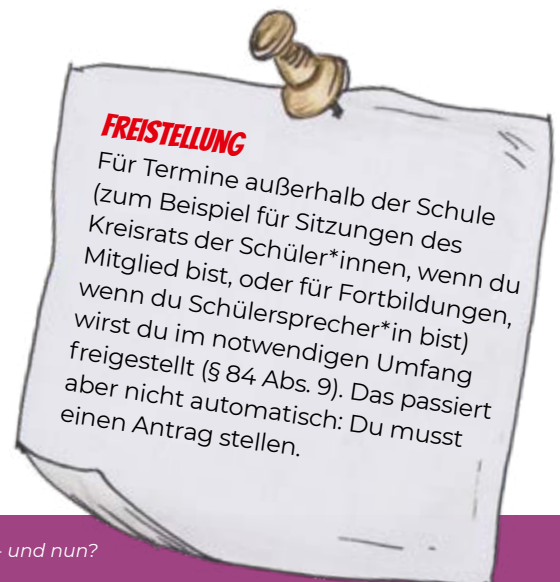 FREISTELLUNG
Für Termine außerhalb der Schule
(zum Beispiel für Sitzungen des
Kreisrats der Schüler*innen, wenn du
Mitglied bist, oder für Fortbildungen,
wenn du Schülersprecher*in bist)
wirst du im notwendigen Umfang
freigestellt (§ 84 Abs. 9). Das passiert
aber nicht automatisch: Du musst
einen Antrag stellen.
- und nun?